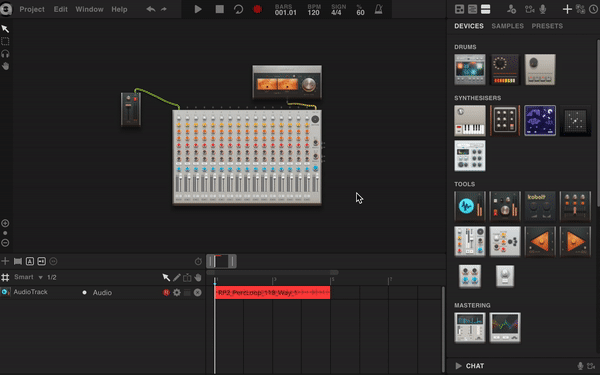 Project Edit Window Help
BARS BPM SIGN %
001.01 120 4/4 60
DEVICES SAMPLES PRESETS
DRUMS
SYNTHESISERS
TOOLS
kobolt
MASTERING
Smart 1/2
AudioTrack Audio
CHAT